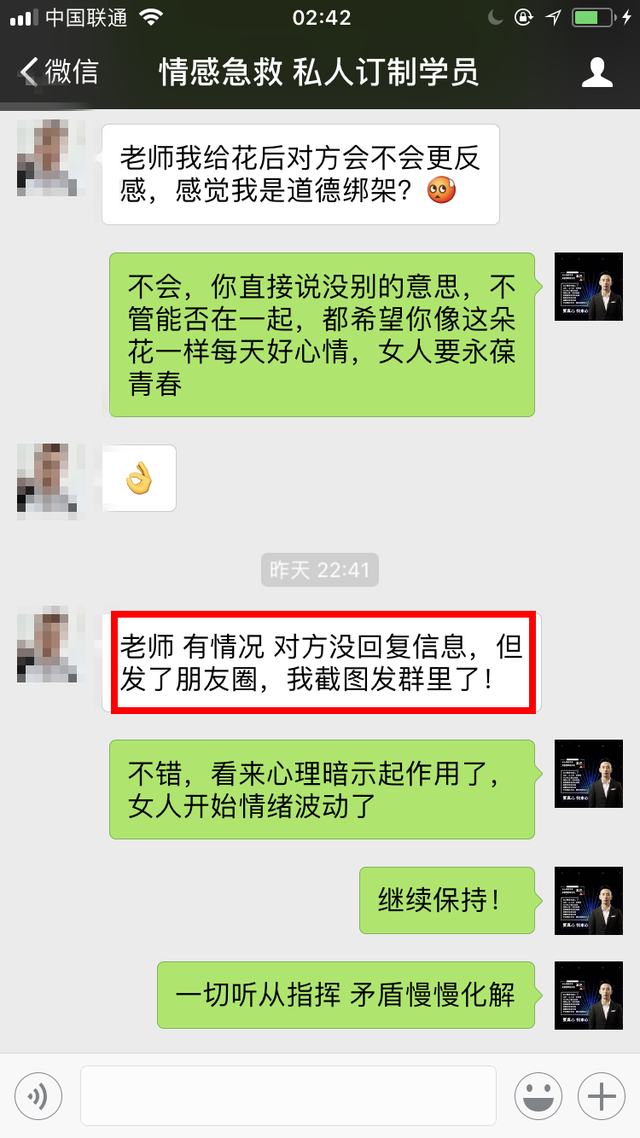 中国联通
02:42
微信
情感急救 私人订制学员
老师我给花后对方会不会更反
感，感觉我是道德绑架？🥺
不会，你直接说没别的意思，不
管能否在一起，都希望你像这朵
花一样每天好心情，女人要永葆
青春
👌
昨天 22:41
老师 有情况 对方没回复信息，但
发了朋友圈，我截图发群里了！
不错，看来心理暗示起作用了，
女人开始情绪波动了
继续保持！
一切听从指挥 矛盾慢慢化解